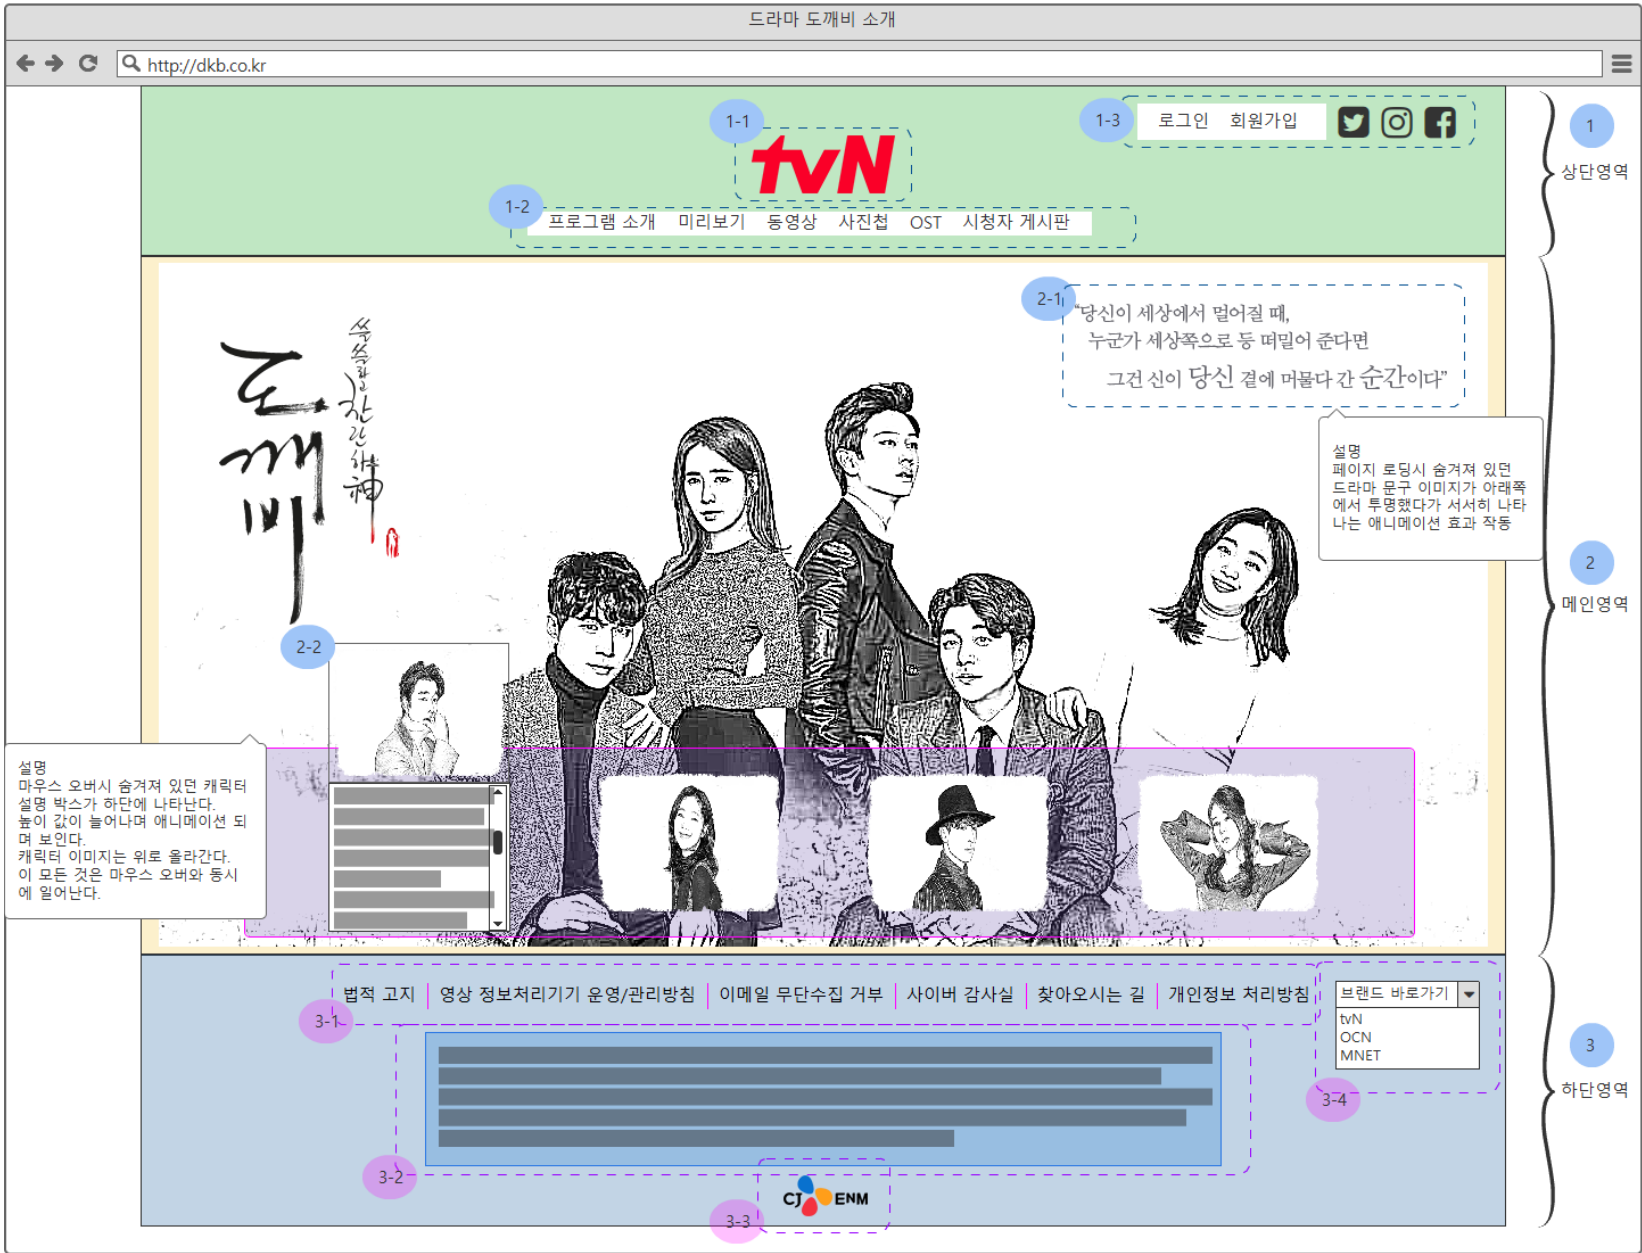 드라마 도깨비 소개
http://dkb.co.kr
1-1
tvN
1-3
로그인 회원가입
1
상단영역
1-2
프로그램 소개 미리보기 동영상 사진첩 OST 시청자 게시판
2-1
“당신이 세상에서 멀어질 때,
누군가 세상쪽으로 등 떠밀어 준다면
그건 신이 당신 곁에 머물다 간 순간이다”
쓸쓸하고 찬란하神
도깨비
설명
페이지 로딩시 숨겨져 있던
드라마 문구 이미지가 아래쪽
에서 투명했다가 서서히 나타
나는 애니메이션 효과 작동
2
메인영역
2-2
설명
마우스 오버시 숨겨져 있던 캐릭터
설명 박스가 하단에 나타난다.
높이 값이 늘어나며 애니메이션 되
며 보인다.
캐릭터 이미지는 위로 올라간다.
이 모든 것은 마우스 오버와 동시
에 일어난다.
법적 고지 영상 정보처리기기 운영/관리방침 이메일 무단수집 거부 사이버 감사실 찾아오시는 길 개인정보 처리방침
3-1
브랜드 바로가기
tvN
OCN
MNET
3-4
3
하단영역
3-2
CJ ENM
3-3